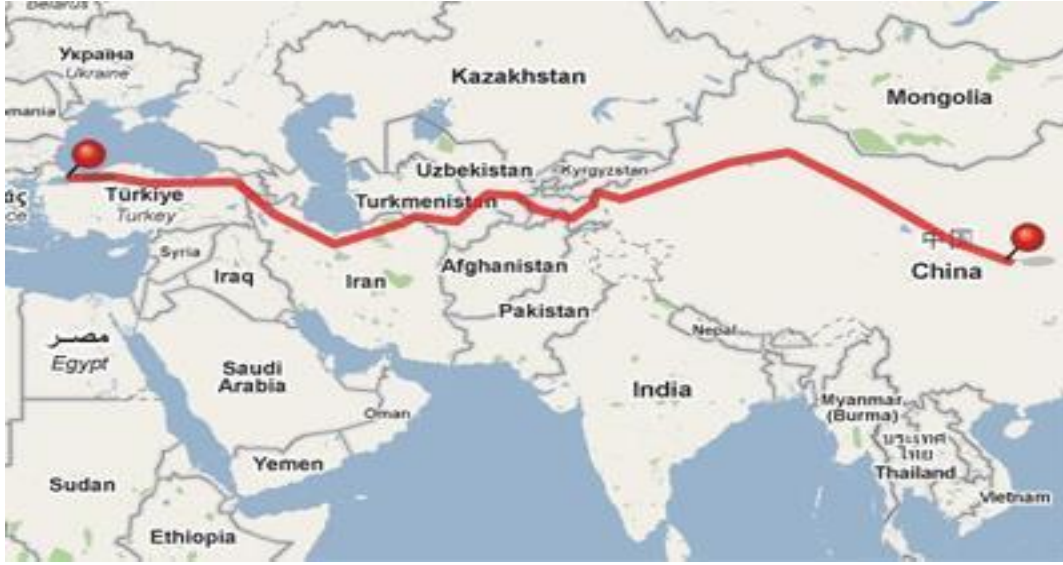 Belarus
Україна
Ukraine
mania
Kazakhstan
Mongolia
Uzbekistan
Kyrgyzstan
Türkiye
Turkey
Turkmenistan
Syria
Iraq
Iran
Afghanistan
中国
China
Pakistan
Nepal
مصر
Egypt
Saudi
Arabia
India
Oman
Myanmar
(Burma)
ประเทศ
ไทย
Thailand
Yemen
Sudan
Vietnam
Ethiopia